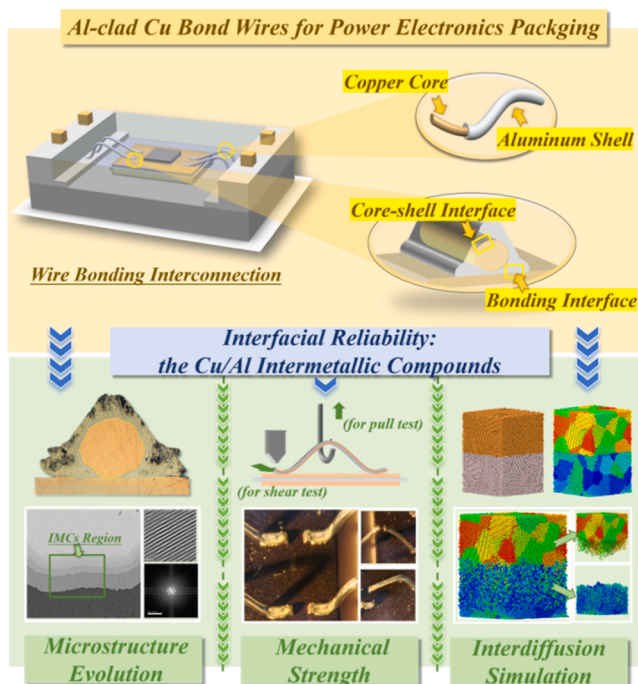 Al-clad Cu Bond Wires for Power Electronics Packging
Copper Core
Aluminum Shell
Core-shell Interface
Wire Bonding Interconnection
Bonding Interface
Interfacial Reliability:
the Cu/Al Intermetallic Compounds
(for pull test)
(for shear test)
IMCs Region
Microstructure
Evolution
Mechanical
Strength
Interdiffusion
Simulation